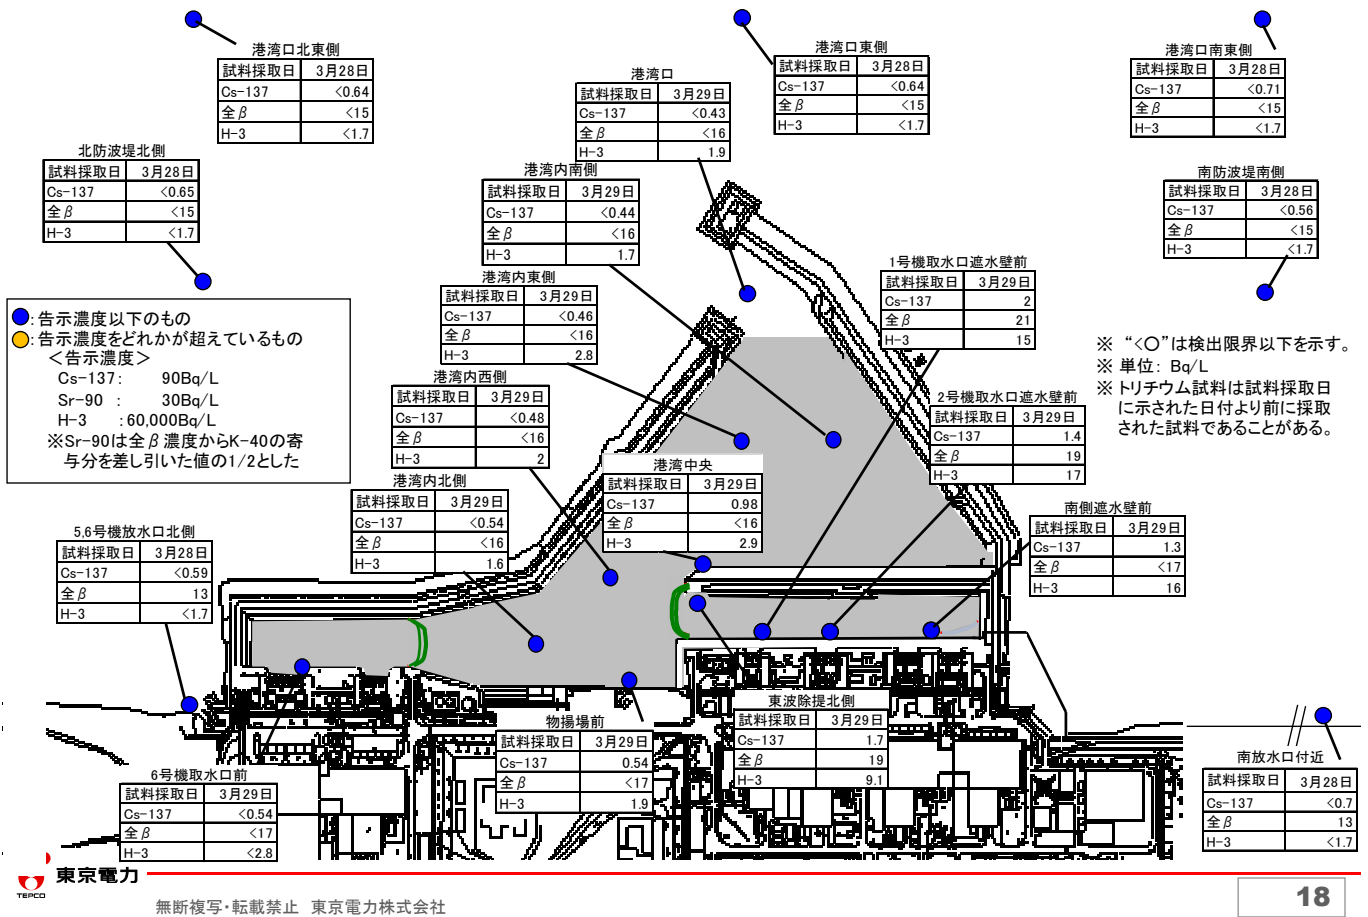 港湾口北東側
試料採取日 3月28日
Cs-137 <0.64
全β <15
H-3 <1.7
港湾口東側
試料採取日 3月28日
Cs-137 <0.64
全β <15
H-3 <1.7
港湾口南東側
試料採取日 3月28日
Cs-137 <0.71
全β <15
H-3 <1.7
港湾口
試料採取日 3月29日
Cs-137 <0.43
全β <16
H-3 1.9
北防波堤北側
試料採取日 3月28日
Cs-137 <0.65
全β <15
H-3 <1.7
港湾内南側
試料採取日 3月29日
Cs-137 <0.44
全β <16
H-3 1.7
南防波堤南側
試料採取日 3月28日
Cs-137 <0.56
全β <15
H-3 <1.7
港湾内東側
試料採取日 3月29日
Cs-137 <0.46
全β <16
H-3 2.8
1号機取水口遮水壁前
試料採取日 3月29日
Cs-137 2
全β 21
H-3 15
:告示濃度以下のもの
:告示濃度をどれかが超えているもの
<告示濃度>
Cs-137: 90Bq/L
Sr-90 : 30Bq/L
H-3 :60,000Bq/L
※Sr-90は全β濃度からK-40の寄
与分を差し引いた値の1/2とした
※ “<○”は検出限界以下を示す。
※ 単位: Bq/L
※ トリチウム試料は試料採取日
に示された日付より前に採取
された試料であることがある。
港湾内西側
試料採取日 3月29日
Cs-137 <0.48
全β <16
H-3 2
2号機取水口遮水壁前
試料採取日 3月29日
Cs-137 1.4
全β 19
H-3 17
港湾中央
試料採取日 3月29日
Cs-137 0.98
全β <16
H-3 2.9
港湾内北側
試料採取日 3月29日
Cs-137 <0.54
全β <16
H-3 1.6
南側遮水壁前
試料採取日 3月29日
Cs-137 1.3
全β <17
H-3 16
5,6号機放水口北側
試料採取日 3月28日
Cs-137 <0.59
全β 13
H-3 <1.7
東波除提北側
試料採取日 3月29日
Cs-137 1.7
全β 19
H-3 9.1
物揚場前
試料採取日 3月29日
Cs-137 0.54
全β <17
H-3 1.9
南放水口付近
試料採取日 3月28日
Cs-137 <0.7
全β 13
H-3 <1.7
6号機取水口前
試料採取日 3月29日
Cs-137 <0.54
全β <17
H-3 <2.8
TEPCO
東京電力
無断複写・転載禁止 東京電力株式会社
18